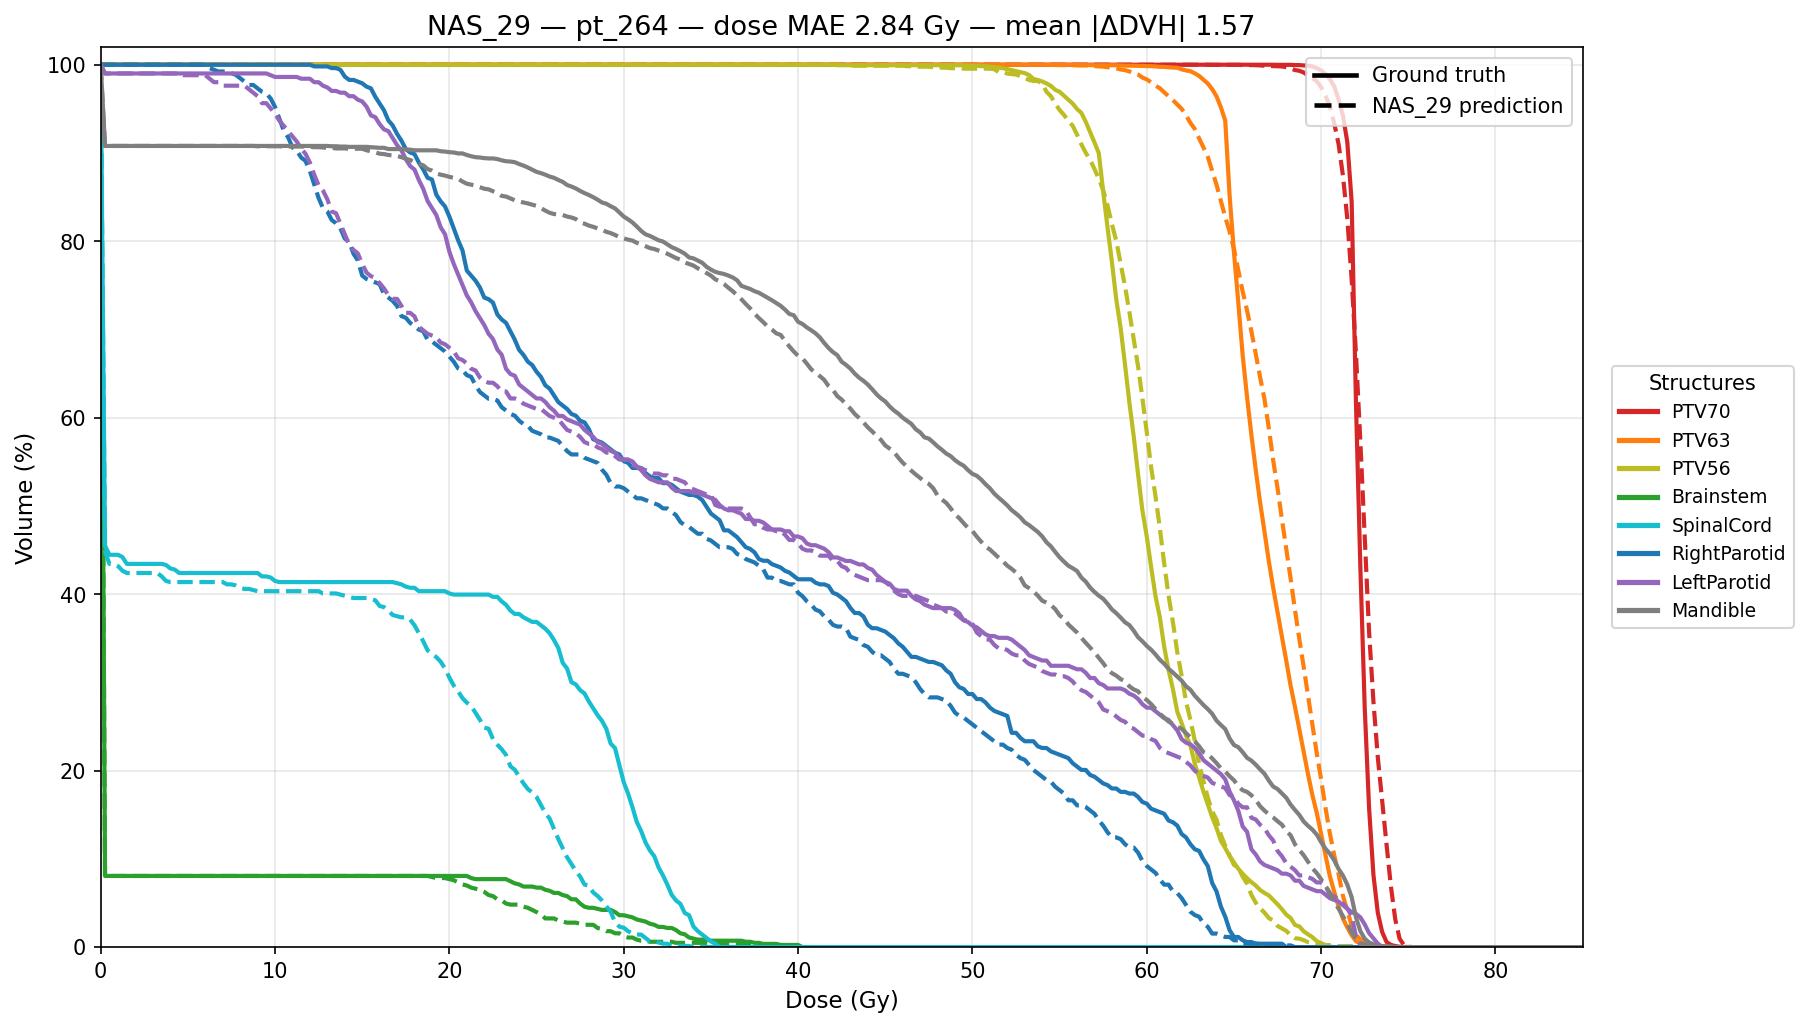 NAS_29 — pt_264 — dose MAE 2.84 Gy — mean |ΔDVH| 1.57
Ground truth
NAS_29 prediction
Volume (%)
100
80
60
40
20
0
0 10 20 30 40 50 60 70 80
Dose (Gy)
Structures
PTV70
PTV63
PTV56
Brainstem
SpinalCord
RightParotid
LeftParotid
Mandible